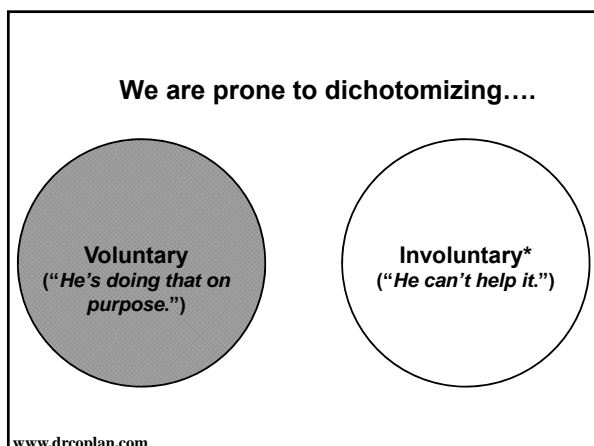 We are prone to dichotomizing….
Voluntary
(“He’s doing that on
purpose.”)
Involuntary*
(“He can’t help it.”)
www.drcoplan.com